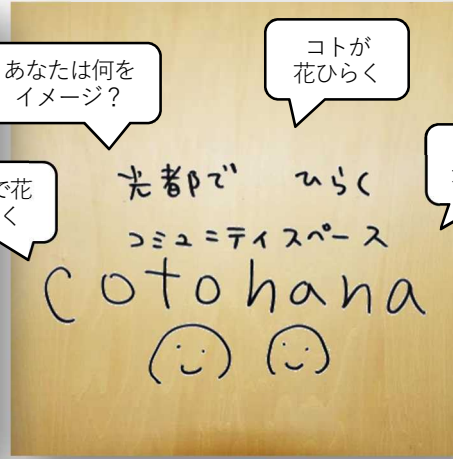 あなたは何を
イメージ？
コトが
花ひらく
で花
く
光都で ひらく
コミュニティスペース
cotohana